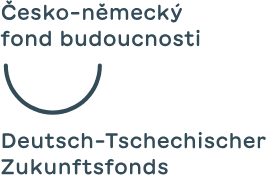 Česko-německý
fond budoucnosti
Deutsch-Tschechischer
Zukunftsfonds